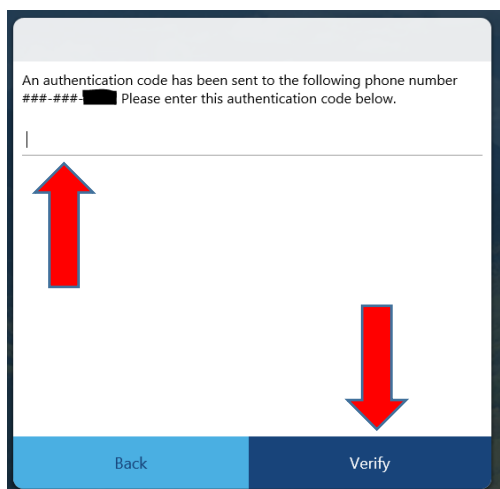 An authentication code has been sent to the following phone number
###-###- Please enter this authentication code below.
Back
Verify